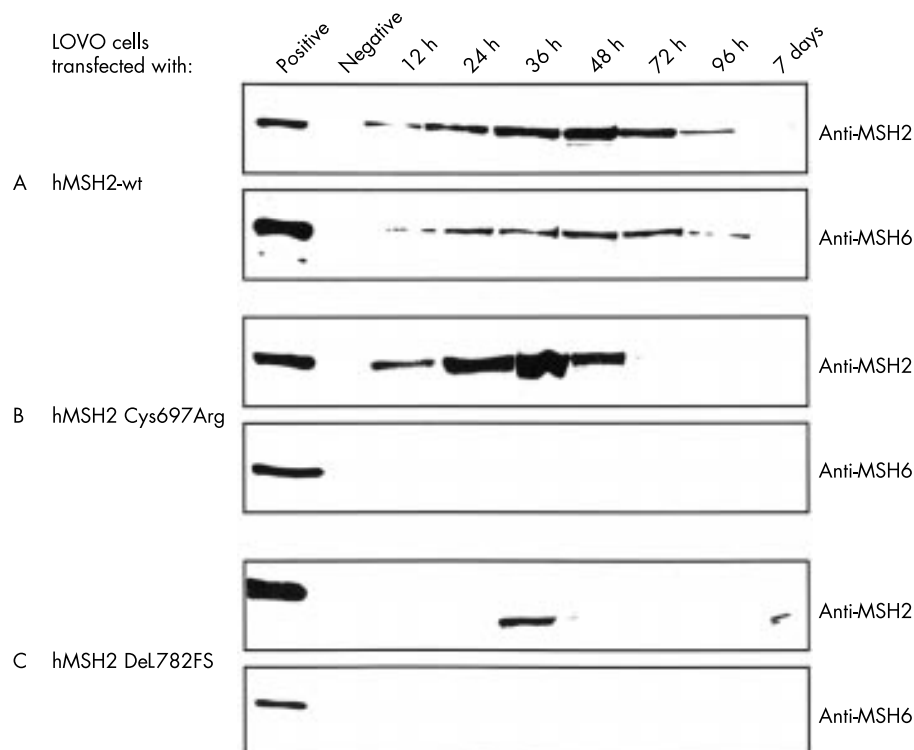 LOVO cells
transfected with:
Positive
Negative
12 h
24 h
36 h
48 h
72 h
96 h
7 days
Anti-MSH2
A hMSH2-wt
Anti-MSH6
Anti-MSH2
B hMSH2 Cys697Arg
Anti-MSH6
Anti-MSH2
C hMSH2 DeL782FS
Anti-MSH6